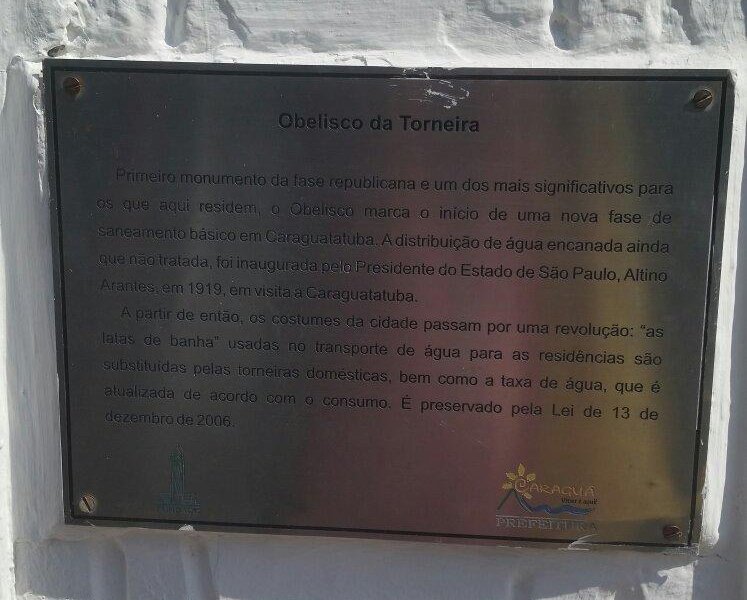 Obelisco da Torneira
Primeiro monumento da fase republicana e um dos mais significativos para
os que aqui residem, o Obelisco marca o início de uma nova fase de
saneamento básico em Caraguatatuba. A distribuição de água encanada ainda
que não tratada, foi inaugurada pelo Presidente do Estado de São Paulo, Altino
Arantes, em 1919, em visita a Caraguatatuba.
A partir de então, os costumes da cidade passam por uma revolução: "as
latas de banha" usadas no transporte de água para as residências são
substituídas pelas torneiras domésticas, bem como a taxa de água, que é
atualizada de acordo com o consumo. É preservado pela Lei de 13 de
dezembro de 2006.
CARAGUÁ
Viver é aqui!
PREFEITURA